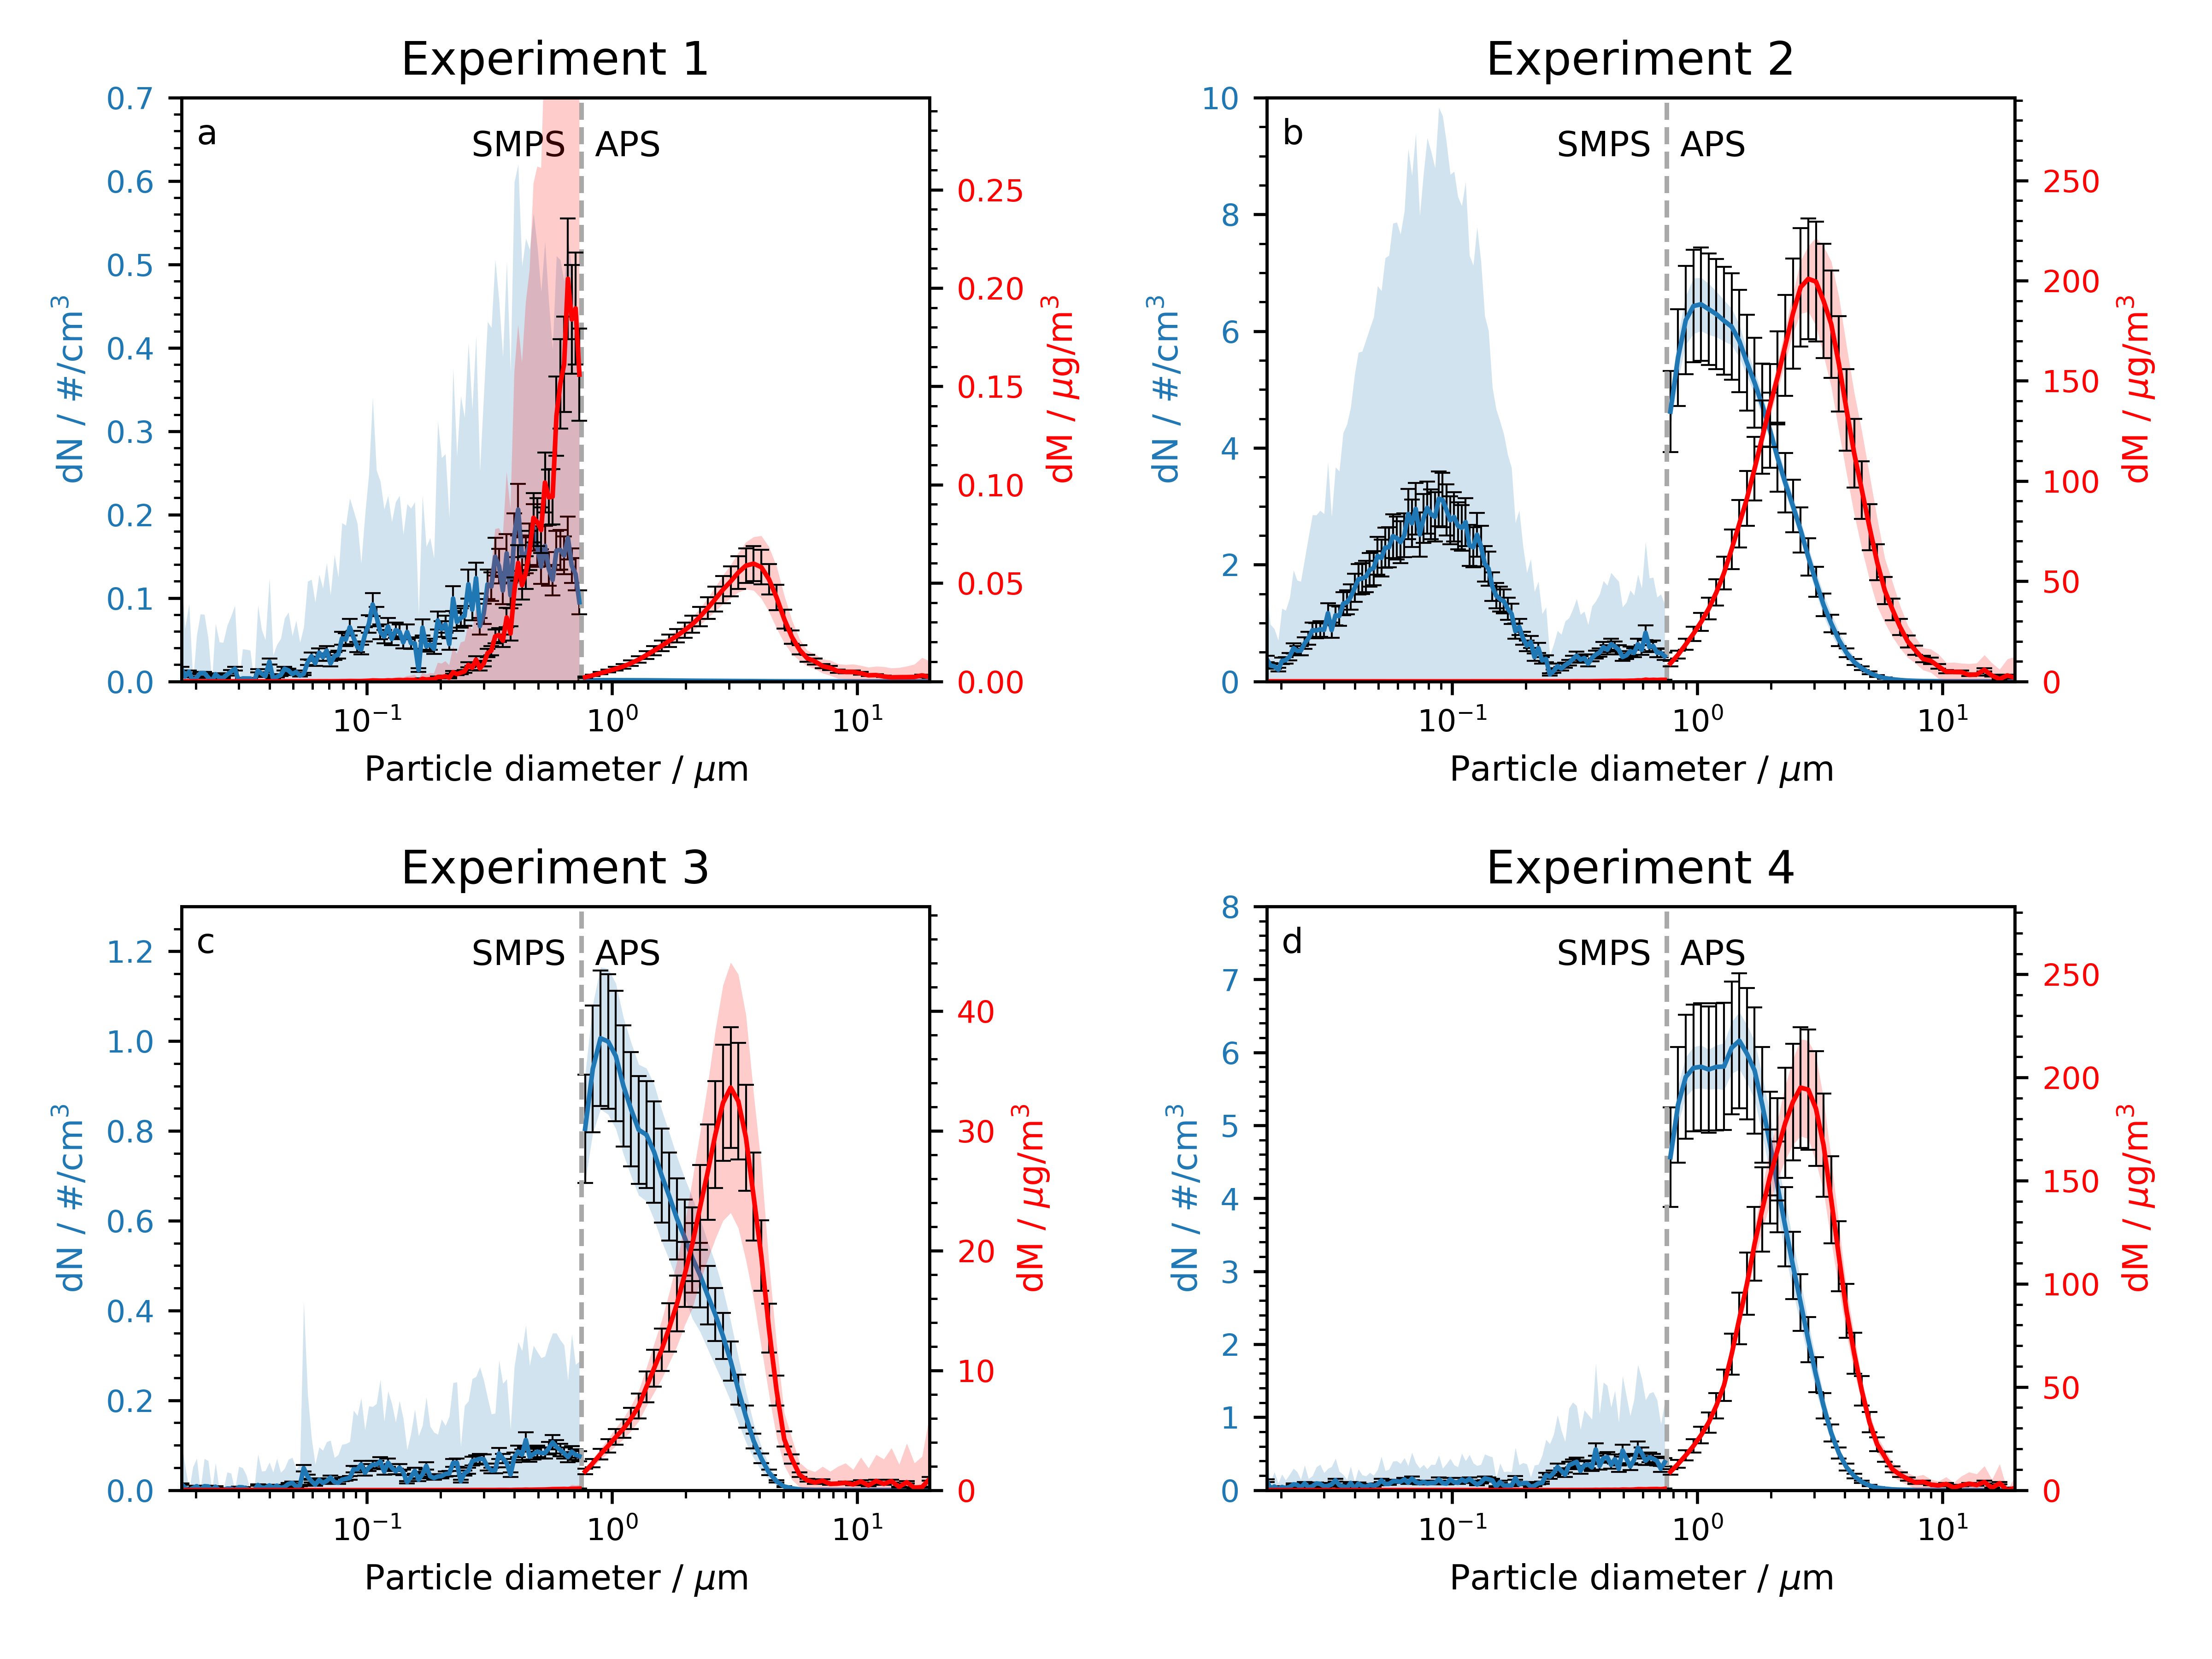 Experiment 1
a
SMPS
APS
0.7
0.6
0.5
0.4
0.3
0.2
0.1
0.0
dN / #/cm³
0.25
0.20
0.15
0.10
0.05
0.00
dM / μg/m³
10⁻¹
10⁰
10¹
Particle diameter / μm
Experiment 2
b
SMPS
APS
10
8
6
4
2
0
dN / #/cm³
250
200
150
100
50
0
dM / μg/m³
10⁻¹
10⁰
10¹
Particle diameter / μm
Experiment 3
c
SMPS
APS
1.2
1.0
0.8
0.6
0.4
0.2
0.0
dN / #/cm³
40
30
20
10
0
dM / μg/m³
10⁻¹
10⁰
10¹
Particle diameter / μm
Experiment 4
d
SMPS
APS
8
7
6
5
4
3
2
1
0
dN / #/cm³
250
200
150
100
50
0
dM / μg/m³
10⁻¹
10⁰
10¹
Particle diameter / μm